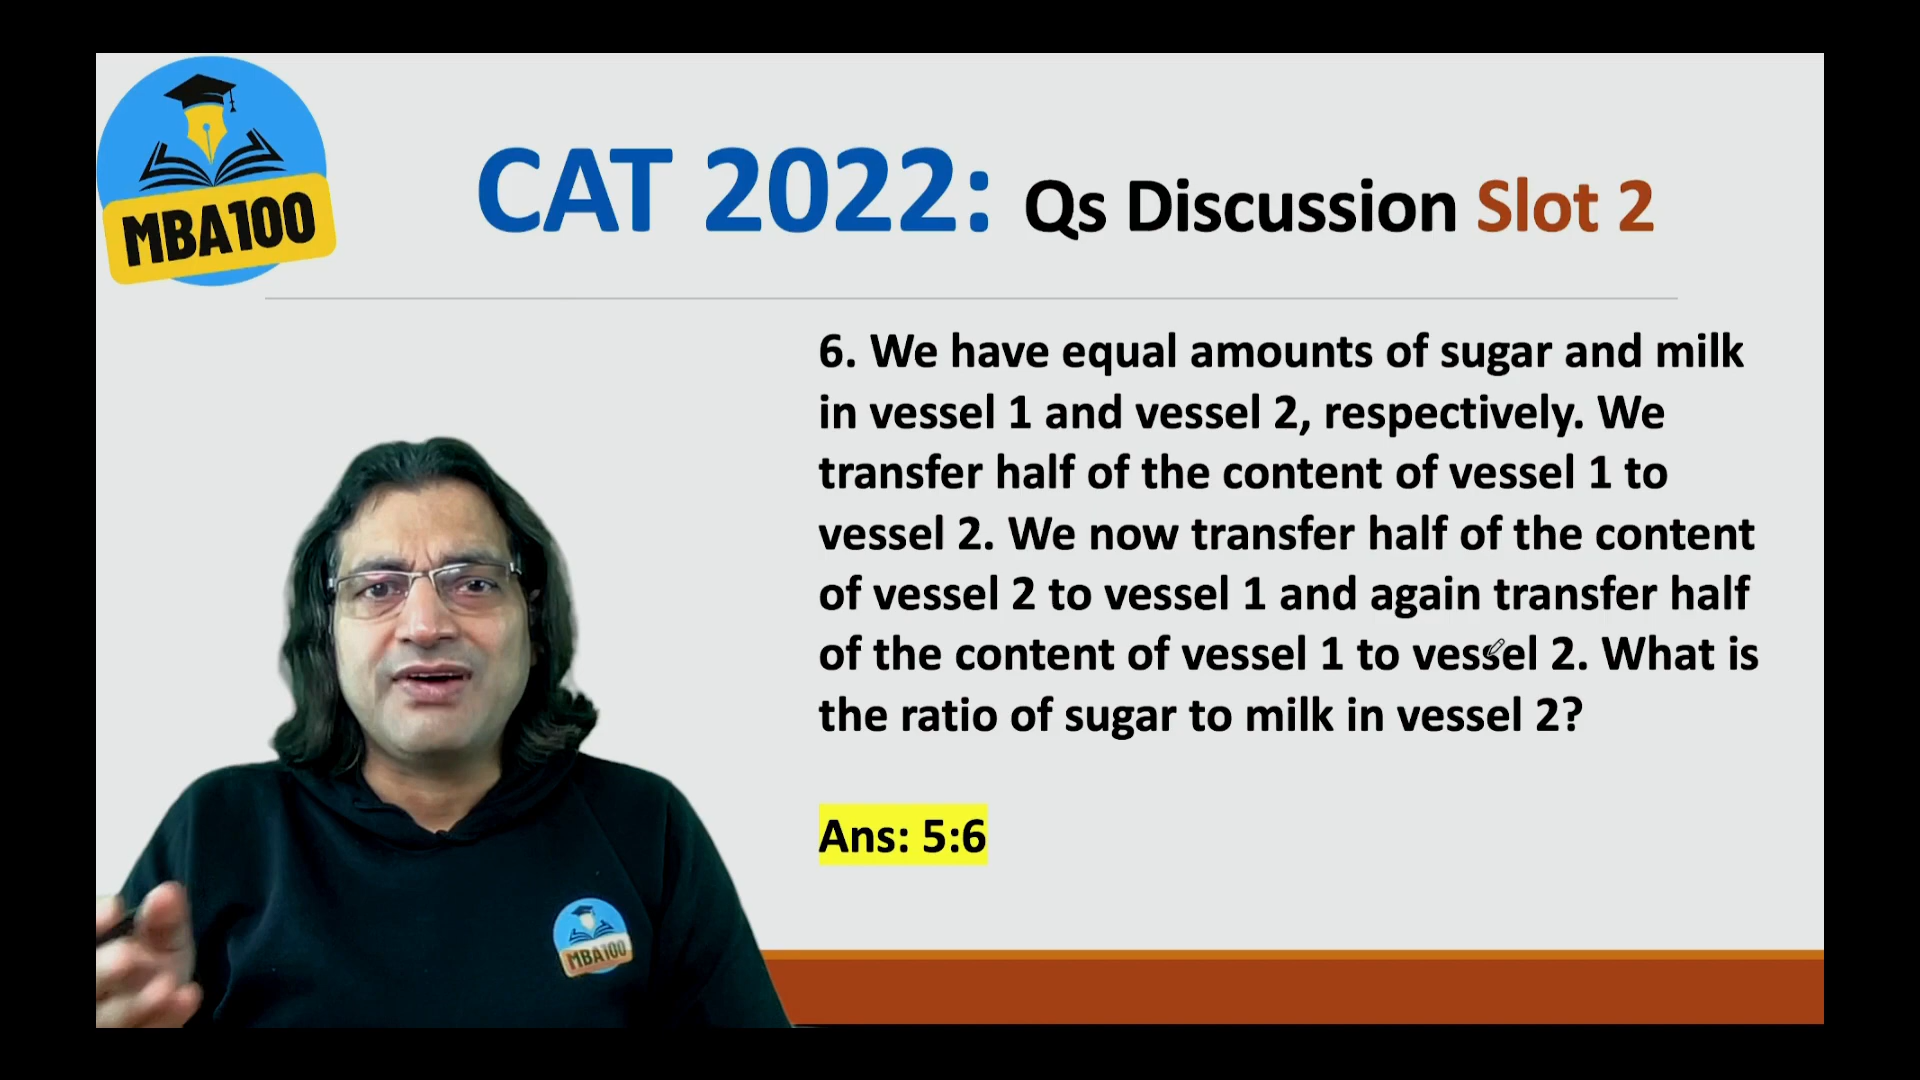 MBA100
CAT 2022: Qs Discussion Slot 2
6. We have equal amounts of sugar and milk
in vessel 1 and vessel 2, respectively. We
transfer half of the content of vessel 1 to
vessel 2. We now transfer half of the content
of vessel 2 to vessel 1 and again transfer half
of the content of vessel 1 to vessel 2. What is
the ratio of sugar to milk in vessel 2?
Ans: 5:6
MBA100